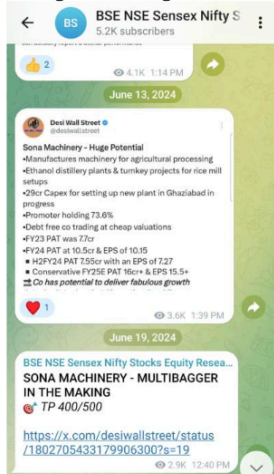 BSE NSE Sensex Nifty S
BS
5.2K subscribers
👍 2
4.1K 1:14 PM
June 13, 2024
Desi Wall Street
@desiwallstreet
Sona Machinery - Huge Potential
•Manufactures machinery for agricultural processing
•Ethanol distillery plants & turnkey projects for rice mill
setups
•29cr Capex for setting up new plant in Ghaziabad in
progress
•Promoter holding 73.6%
•Debt free co trading at cheap valuations
•FY23 PAT was 7.7cr
•FY24 PAT at 10.5cr & EPS of 10.15
▪ H2FY24 PAT 7.55cr with an EPS of 7.27
▪ Conservative FY25E PAT 16cr+ & EPS 15.5+
Co has potential to deliver fabulous growth
❤️ 1
3.6K 1:39 PM
June 19, 2024
BSE NSE Sensex Nifty Stocks Equity Resea...
SONA MACHINERY - MULTIBAGGER
IN THE MAKING
🎯 TP 400/500
https://x.com/desiwallstreet/status
/1802705433179906300?s=19
2.9K 12:40 PM